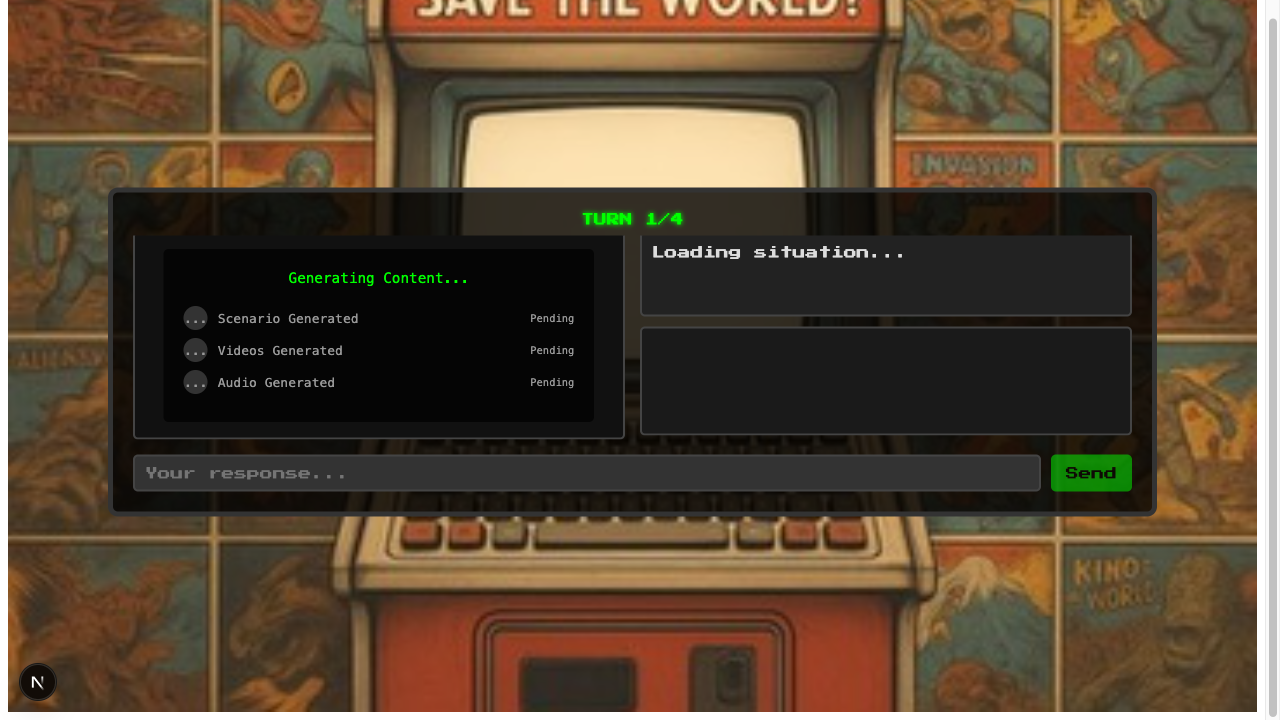 SAVE THE WORLD!
INVASION
TURN 1/4
Generating Content...
... Scenario Generated Pending
... Videos Generated Pending
... Audio Generated Pending
Loading situation...
Your response...
Send
KING
WORLD
N